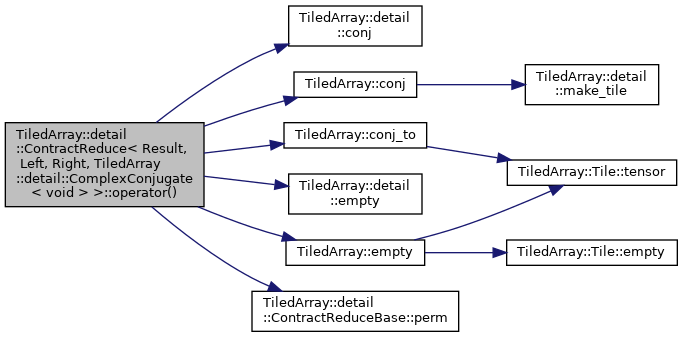 TiledArray::detail
::ContractReduce< Result,
Left, Right, TiledArray
::detail::ComplexConjugate
< void > >::operator()
TiledArray::detail
::conj
TiledArray::conj
TiledArray::detail
::make_tile
TiledArray::conj_to
TiledArray::Tile::tensor
TiledArray::detail
::empty
TiledArray::empty
TiledArray::Tile::empty
TiledArray::detail
::ContractReduceBase::perm